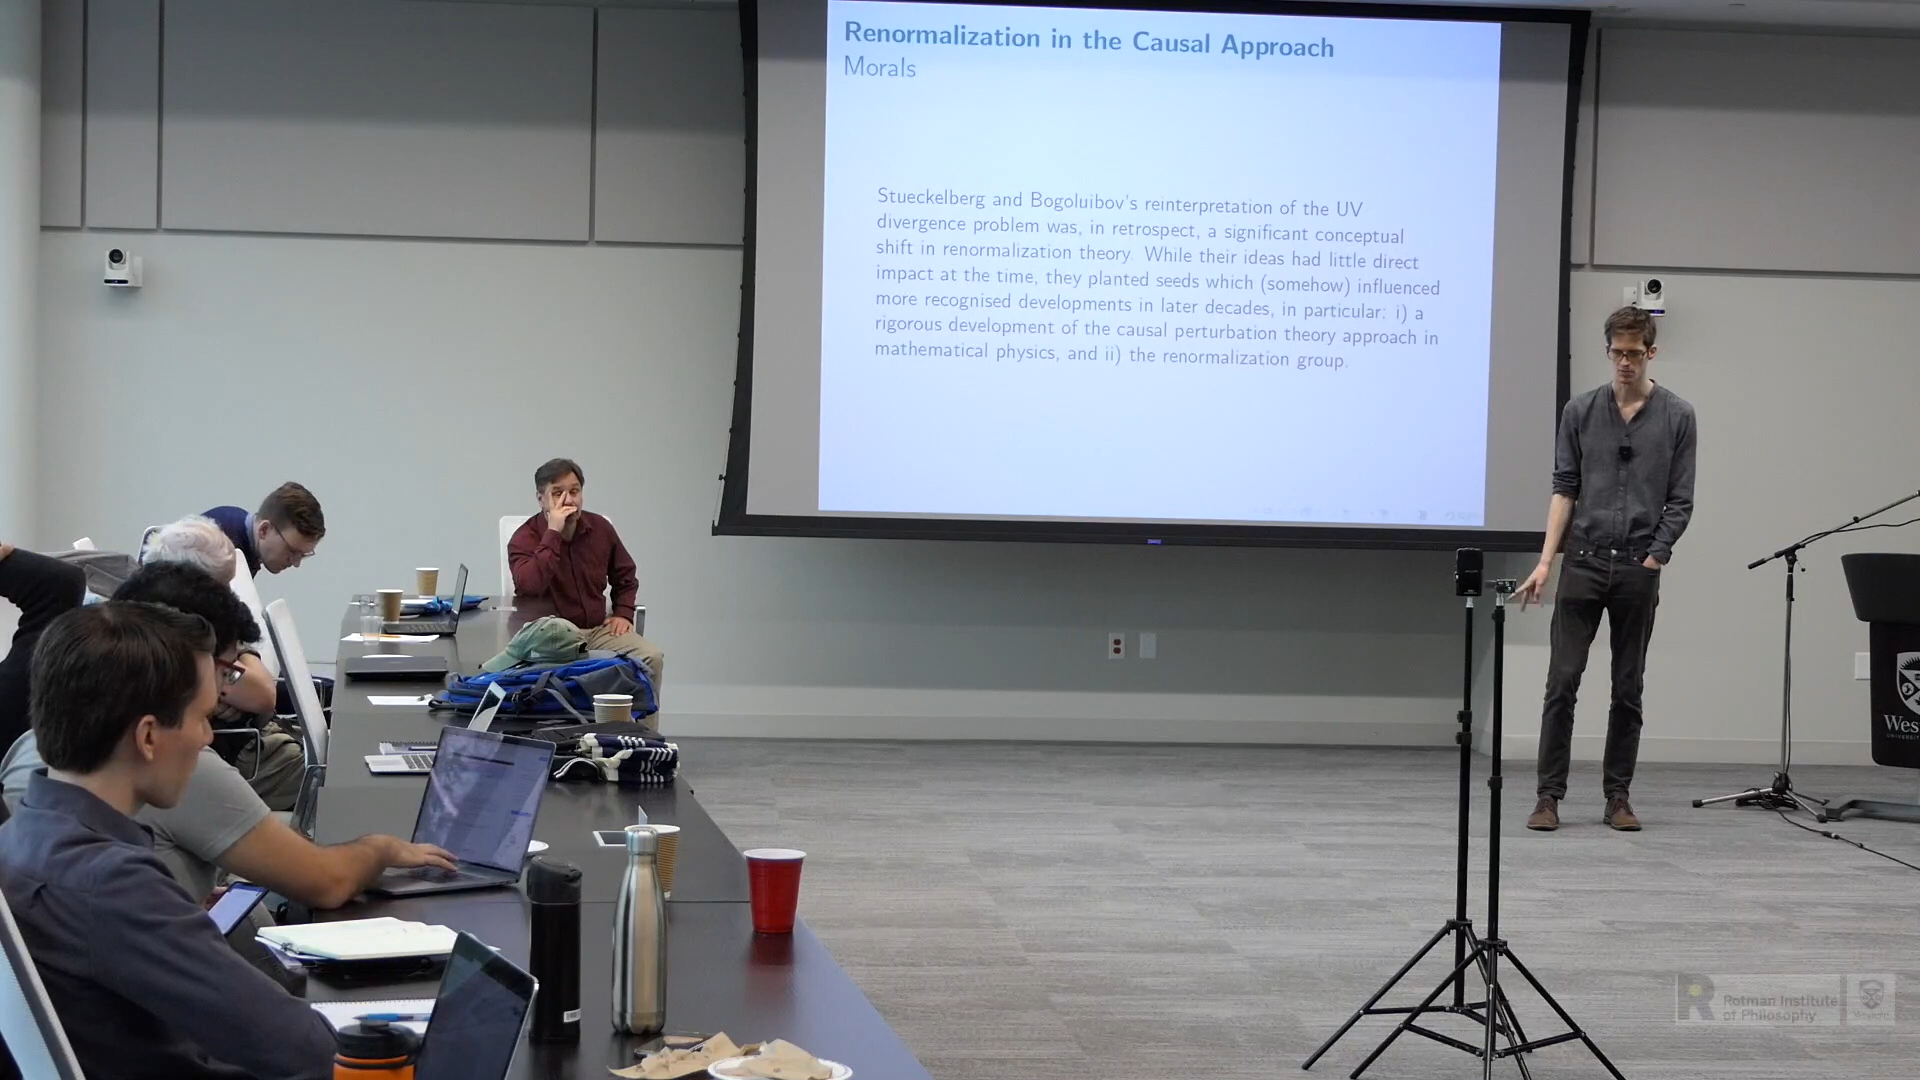 Renormalization in the Causal Approach
Morals
Stueckelberg and Bogoluibov's reinterpretation of the UV
divergence problem was, in retrospect, a significant conceptual
shift in renormalization theory. While their ideas had little direct
impact at the time, they planted seeds which (somehow) influenced
more recognised developments in later decades, in particular: i) a
rigorous development of the causal perturbation theory approach in
mathematical physics, and ii) the renormalization group.
Wes
UNIVERSI
Rotman Institute
of Philosophy